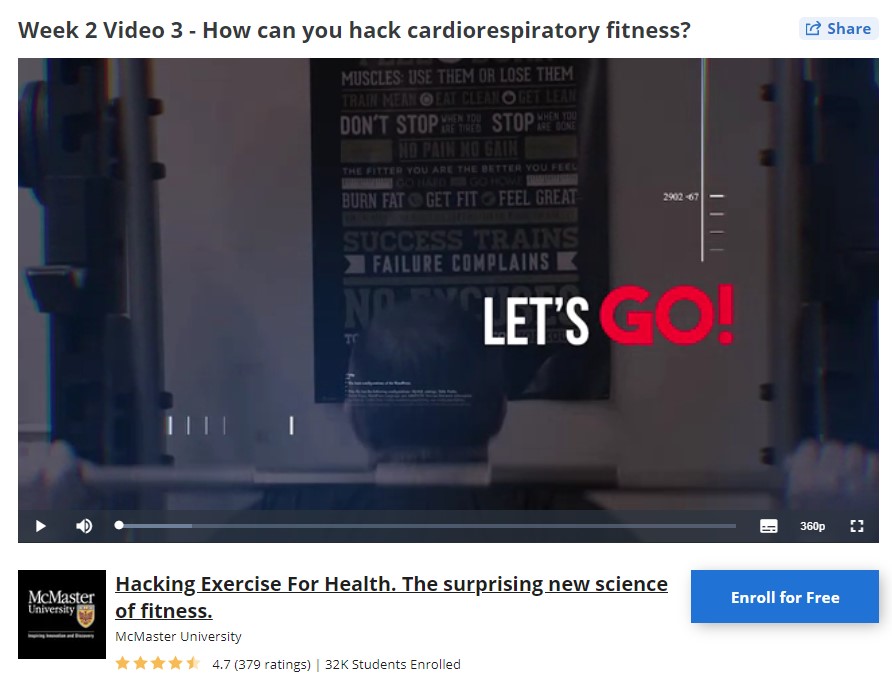 Week 2 Video 3 - How can you hack cardiorespiratory fitness?
Share
MUSCLES: USE THEM OR LOSE THEM
TRAIN MEAN EAT CLEAN GET LEAN
DON'T STOP WHEN YOU ARE TIRED STOP WHEN YOU ARE DONE
NO PAIN NO GAIN
THE FITTER YOU ARE THE BETTER YOU FEEL
GO HARD OR GO HOME
BURN FAT GET FIT FEEL GREAT
2902 -67
SUCCESS TRAINS
FAILURE COMPLAINS
NO EXCUSES
LET'S GO!
360p
McMaster
University
Inspiring Innovation and Discovery
Hacking Exercise For Health. The surprising new science
of fitness.
Enroll for Free
McMaster University
4.7 (379 ratings) | 32K Students Enrolled